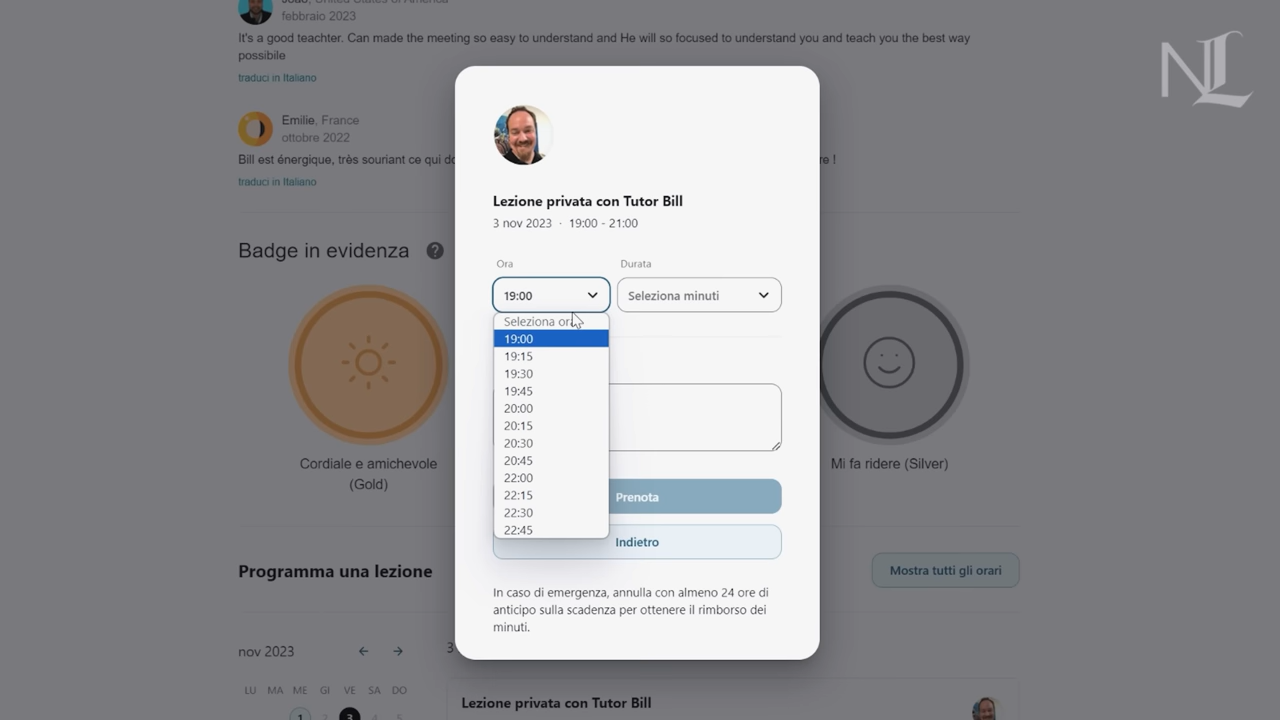 João, United States of America
febbraio 2023
It's a good teachter. Can made the meeting so easy to understand and He will so focused to understand you and teach you the best way
possibile
traduci in Italiano
Emilie, France
ottobre 2022
Bill est énergique, très souriant ce qui do
re !
traduci in Italiano
Badge in evidenza ?
Cordiale e amichevole
(Gold)
Mi fa ridere (Silver)
Programma una lezione
Mostra tutti gli orari
nov 2023
LU MA ME GI VE SA DO
1 2 3 4 5
3
Lezione privata con Tutor Bill
Lezione privata con Tutor Bill
3 nov 2023 · 19:00 - 21:00
Ora
Durata
19:00
Seleziona minuti
Seleziona ora
19:00
19:15
19:30
19:45
20:00
20:15
20:30
20:45
22:00
22:15
22:30
22:45
Prenota
Indietro
In caso di emergenza, annulla con almeno 24 ore di
anticipo sulla scadenza per ottenere il rimborso dei
minuti.
NL